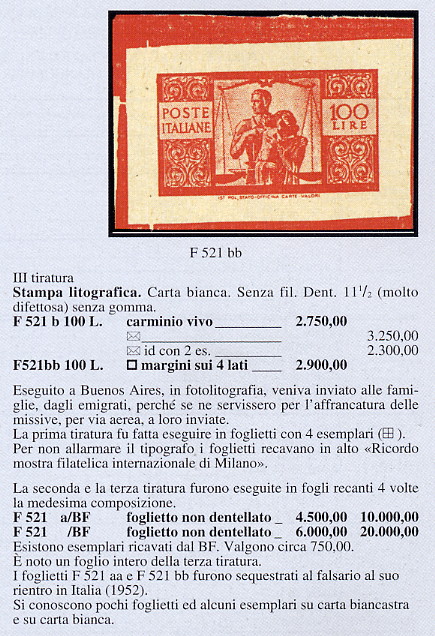 POSTE
ITALIANE
100
LIRE
IST. POL. STATO-OFFICINA CARTE VALORI
F 521 bb
III tiratura
Stampa litografica. Carta bianca. Senza fil. Dent. 11 1/2 (molto
difettosa) senza gomma.
F 521 b 100 L. carminio vivo 2.750,00
3.250,00
id con 2 es. 2.300,00
F521bb 100 L. margini sui 4 lati 2.900,00
Eseguito a Buenos Aires, in fotolitografia, veniva inviato alle fami-
glie, dagli emigrati, perché se ne servissero per l'affrancatura delle
missive, per via aerea, a loro inviate.
La prima tiratura fu fatta eseguire in foglietti con 4 esemplari (⊞ ).
Per non allarmare il tipografo i foglietti recavano in alto «Ricordo
mostra filatelica internazionale di Milano».
La seconda e la terza tiratura furono eseguite in fogli recanti 4 volte
la medesima composizione.
F 521 a/BF foglietto non dentellato _ 4.500,00 10.000,00
F 521 /BF foglietto non dentellato _ 6.000,00 20.000,00
Esistono esemplari ricavati dal BF. Valgono circa 750,00.
È noto un foglio intero della terza tiratura.
I foglietti F 521 aa e F 521 bb furono sequestrati al falsario al suo
rientro in Italia (1952).
Si conoscono pochi foglietti ed alcuni esemplari su carta biancastra
e su carta bianca.